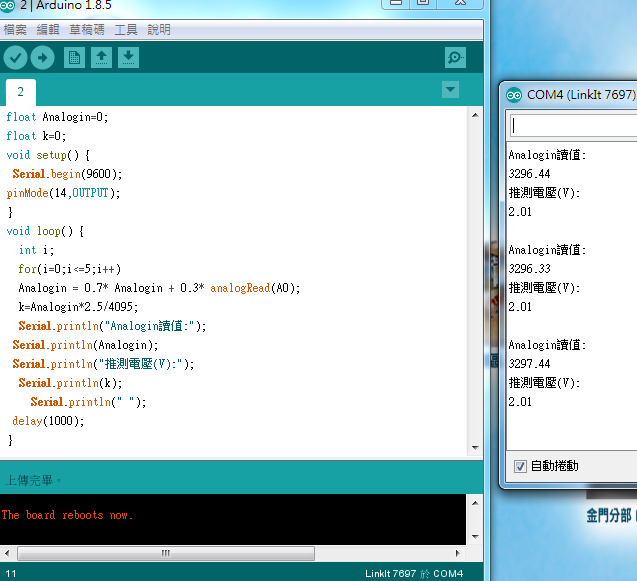 2 | Arduino 1.8.5
檔案 編輯 草稿碼 工具 說明
2
float Analogin=0;
float k=0;
void setup() {
Serial.begin(9600);
pinMode(14,OUTPUT);
}
void loop() {
int i;
for(i=0;i<=5;i++)
Analogin = 0.7* Analogin + 0.3* analogRead(A0);
k=Analogin*2.5/4095;
Serial.println("Analogin讀值:");
Serial.println(Analogin);
Serial.println("推測電壓(V):");
Serial.println(k);
Serial.println(" ");
delay(1000);
}
上傳完畢。
The board reboots now.
11
LinkIt 7697 於 COM4
COM4 (LinkIt 7697)
Analogin讀值:
3296.44
推測電壓(V):
2.01
Analogin讀值:
3296.33
推測電壓(V):
2.01
Analogin讀值:
3297.44
推測電壓(V):
2.01
自動捲動
金門分部